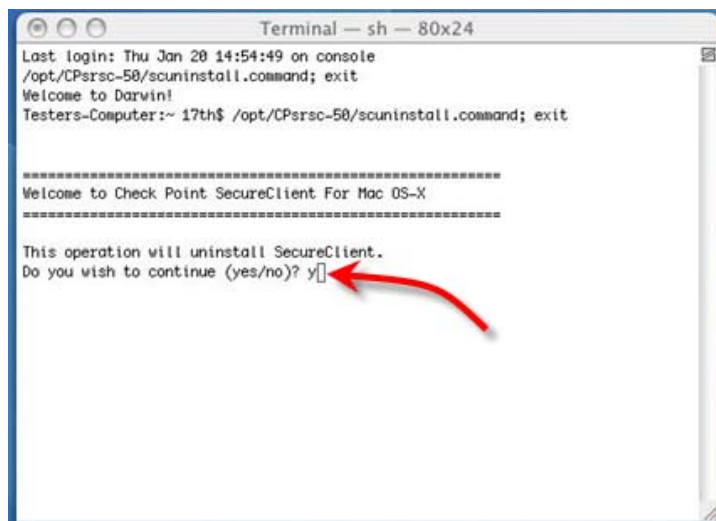 Terminal — sh — 80x24
Last login: Thu Jan 20 14:54:49 on console
/opt/CPsrsc-50/scuninstall.command; exit
Welcome to Darwin!
Testers-Computer:~ 17th$ /opt/CPsrsc-50/scuninstall.command; exit
=========================================================
Welcome to Check Point SecureClient For Mac OS-X
=========================================================
This operation will uninstall SecureClient.
Do you wish to continue (yes/no)? y